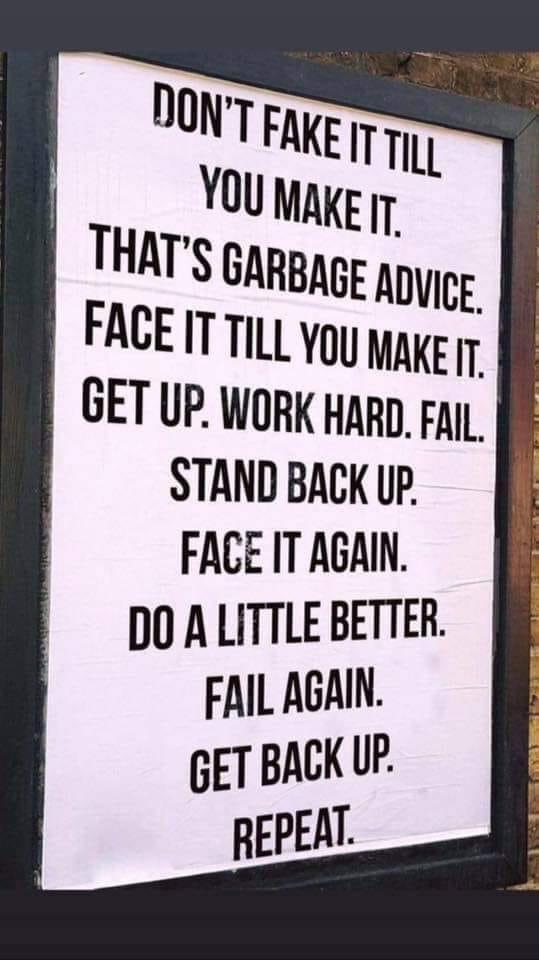 DON'T FAKE IT TILL
YOU MAKE IT.
THAT'S GARBAGE ADVICE.
FACE IT TILL YOU MAKE IT.
GET UP. WORK HARD. FAIL.
STAND BACK UP.
FACE IT AGAIN.
DO A LITTLE BETTER.
FAIL AGAIN.
GET BACK UP.
REPEAT.